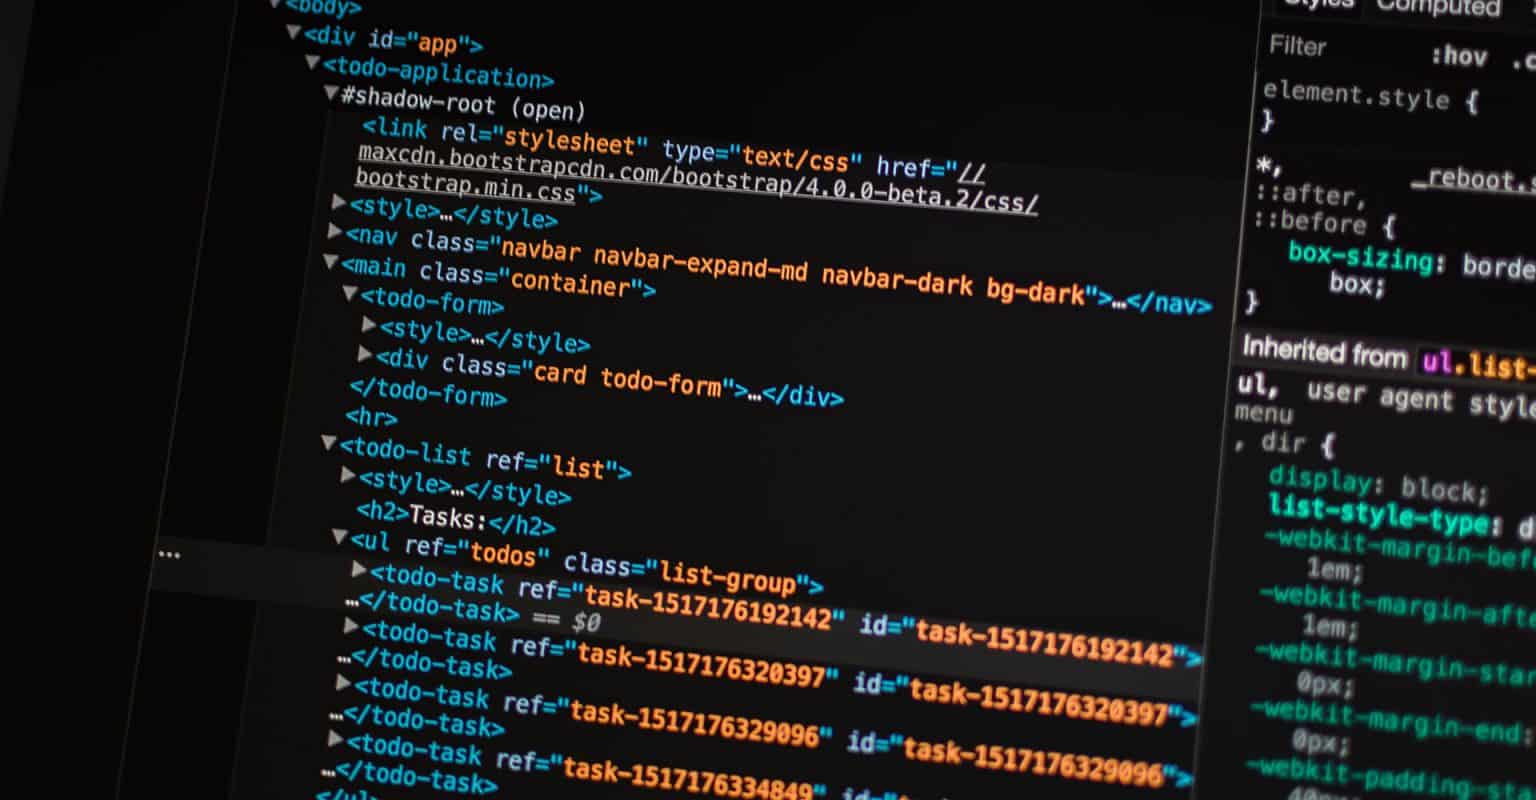 <body>
<div id="app">
<todo-application>
#shadow-root (open)
<link rel="stylesheet" type="text/css" href="//
maxcdn.bootstrapcdn.com/bootstrap/4.0.0-beta.2/css/
bootstrap.min.css">
<style>…</style>
<nav class="navbar navbar-expand-md navbar-dark bg-dark">…</nav>
<main class="container">
<todo-form>
<style>…</style>
<div class="card todo-form">…</div>
</todo-form>
<hr>
<todo-list ref="list">
<style>…</style>
<h2>Tasks:</h2>
<ul ref="todos" class="list-group">
<todo-task ref="task-1517176192142" id="task-1517176192142">
…</todo-task> == $0
<todo-task ref="task-1517176320397" id="task-1517176320397">
…</todo-task>
<todo-task ref="task-1517176329096" id="task-1517176329096">
…</todo-task>
<todo-task ref="task-1517176334849" id=
…</todo-task>
</ul>
…
Styles Computed
Filter :hov .c
element.style {
}
*, _reboot.s
::after,
::before {
box-sizing: borde
box;
}
Inherited from ul.list-
ul, user agent style
menu
, dir {
display: block;
list-style-type: d
-webkit-margin-bef
1em;
-webkit-margin-afte
1em;
-webkit-margin-star
0px;
-webkit-margin-end:
0px;
-webkit-padding-sta
40px;